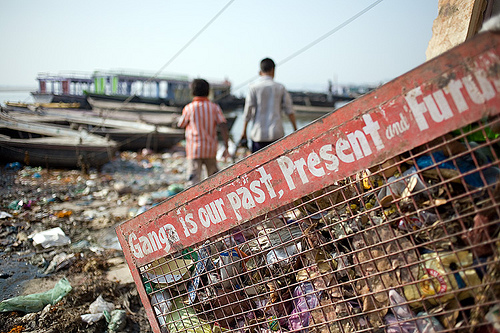 Ganga is our past, Present and Futu